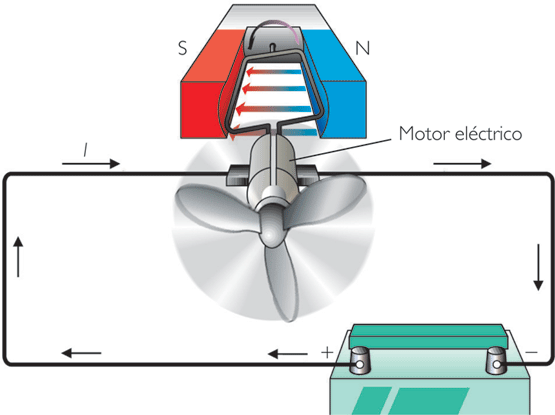 S
N
Motor eléctrico
I
+
−